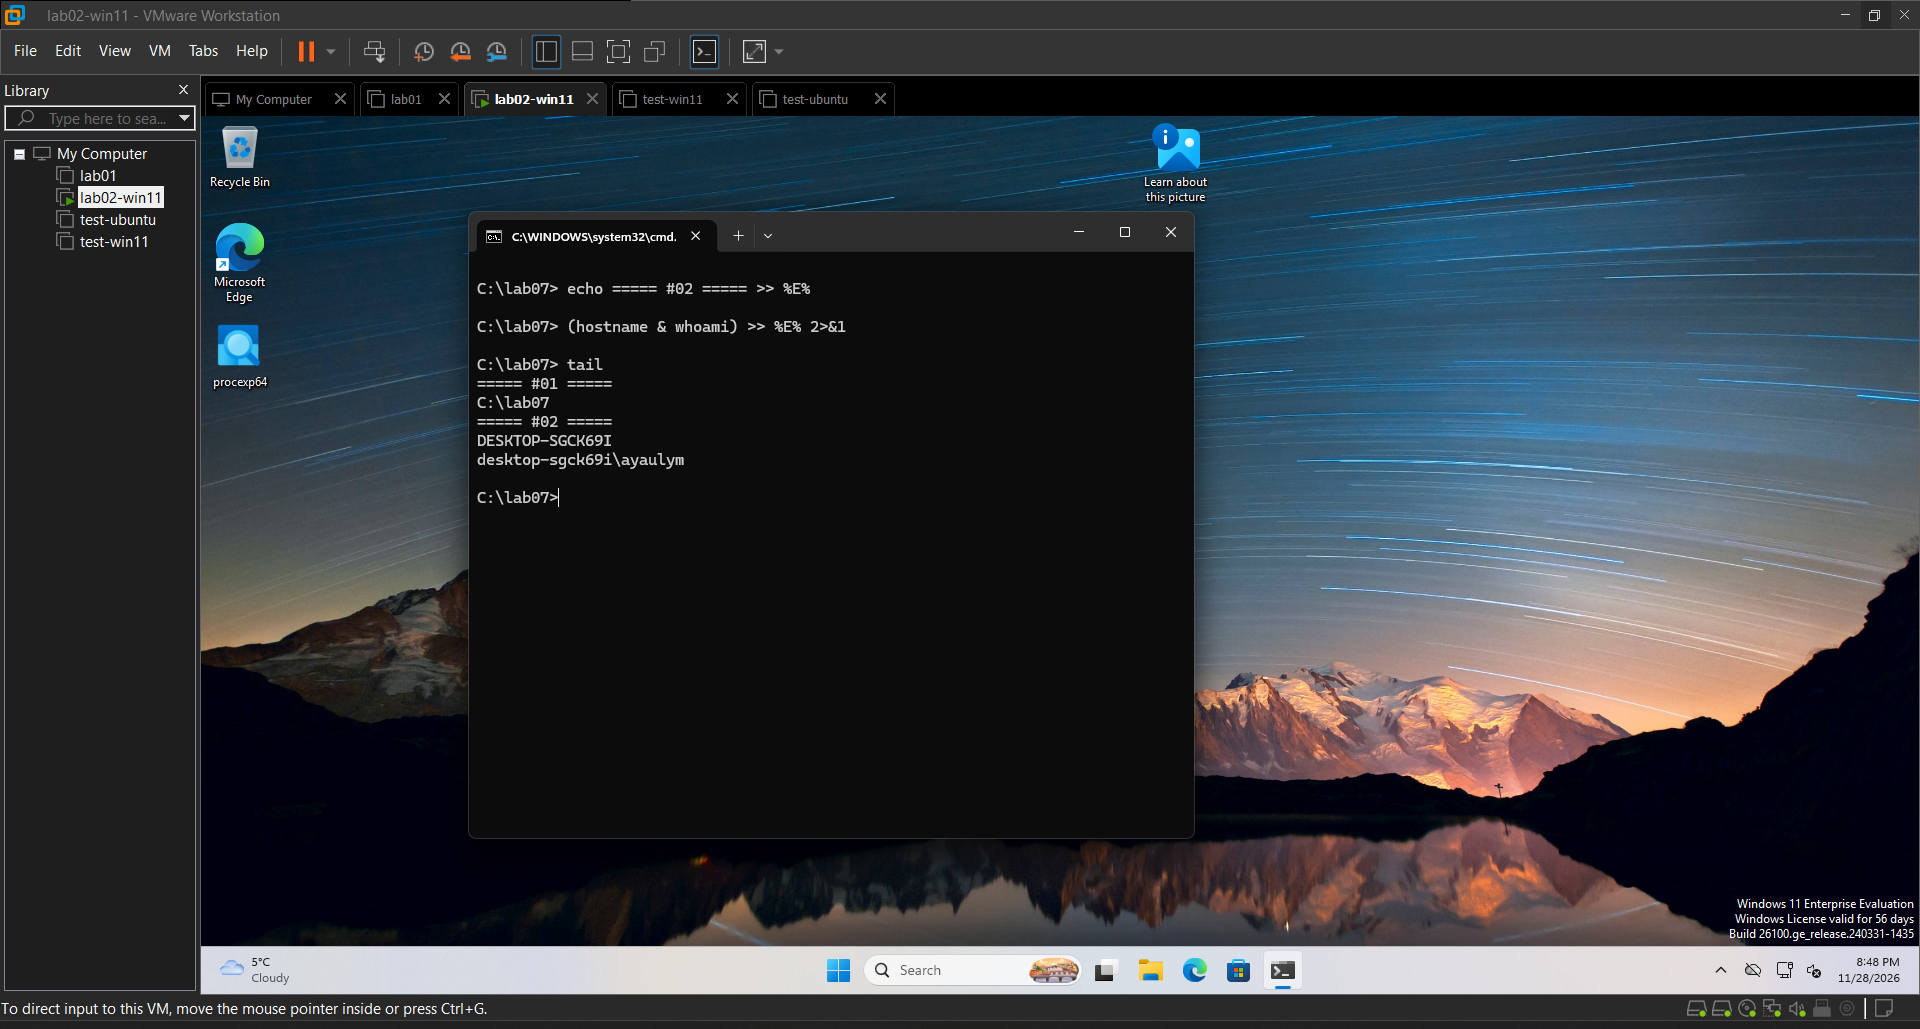 lab02-win11 - VMware Workstation
File Edit View VM Tabs Help
Library
Type here to sea...
My Computer
lab01
lab02-win11
test-ubuntu
test-win11
My Computer lab01 lab02-win11 test-win11 test-ubuntu
Recycle Bin
Microsoft
Edge
procexp64
Learn about
this picture
C:\WINDOWS\system32\cmd.
C:\lab07> echo ===== #02 ===== >> %E%
C:\lab07> (hostname & whoami) >> %E% 2>&1
C:\lab07> tail
===== #01 =====
C:\lab07
===== #02 =====
DESKTOP-SGCK69I
desktop-sgck69i\ayaulym
C:\lab07>
Windows 11 Enterprise Evaluation
Windows License valid for 56 days
Build 26100.ge_release.240331-1435
5°C
Cloudy
Search
8:48 PM
11/28/2026
To direct input to this VM, move the mouse pointer inside or press Ctrl+G.